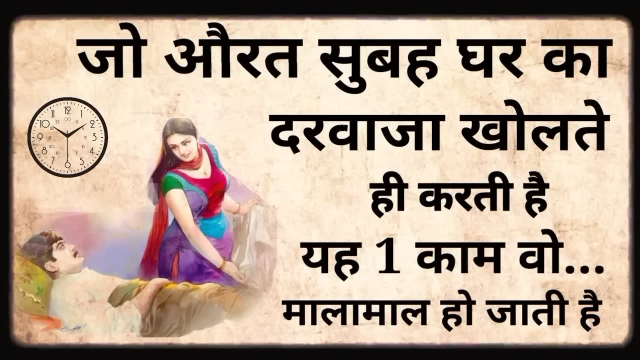 जो औरत सुबह घर का
दरवाजा खोलते
ही करती है
यह 1 काम वो...
मालामाल हो जाती है